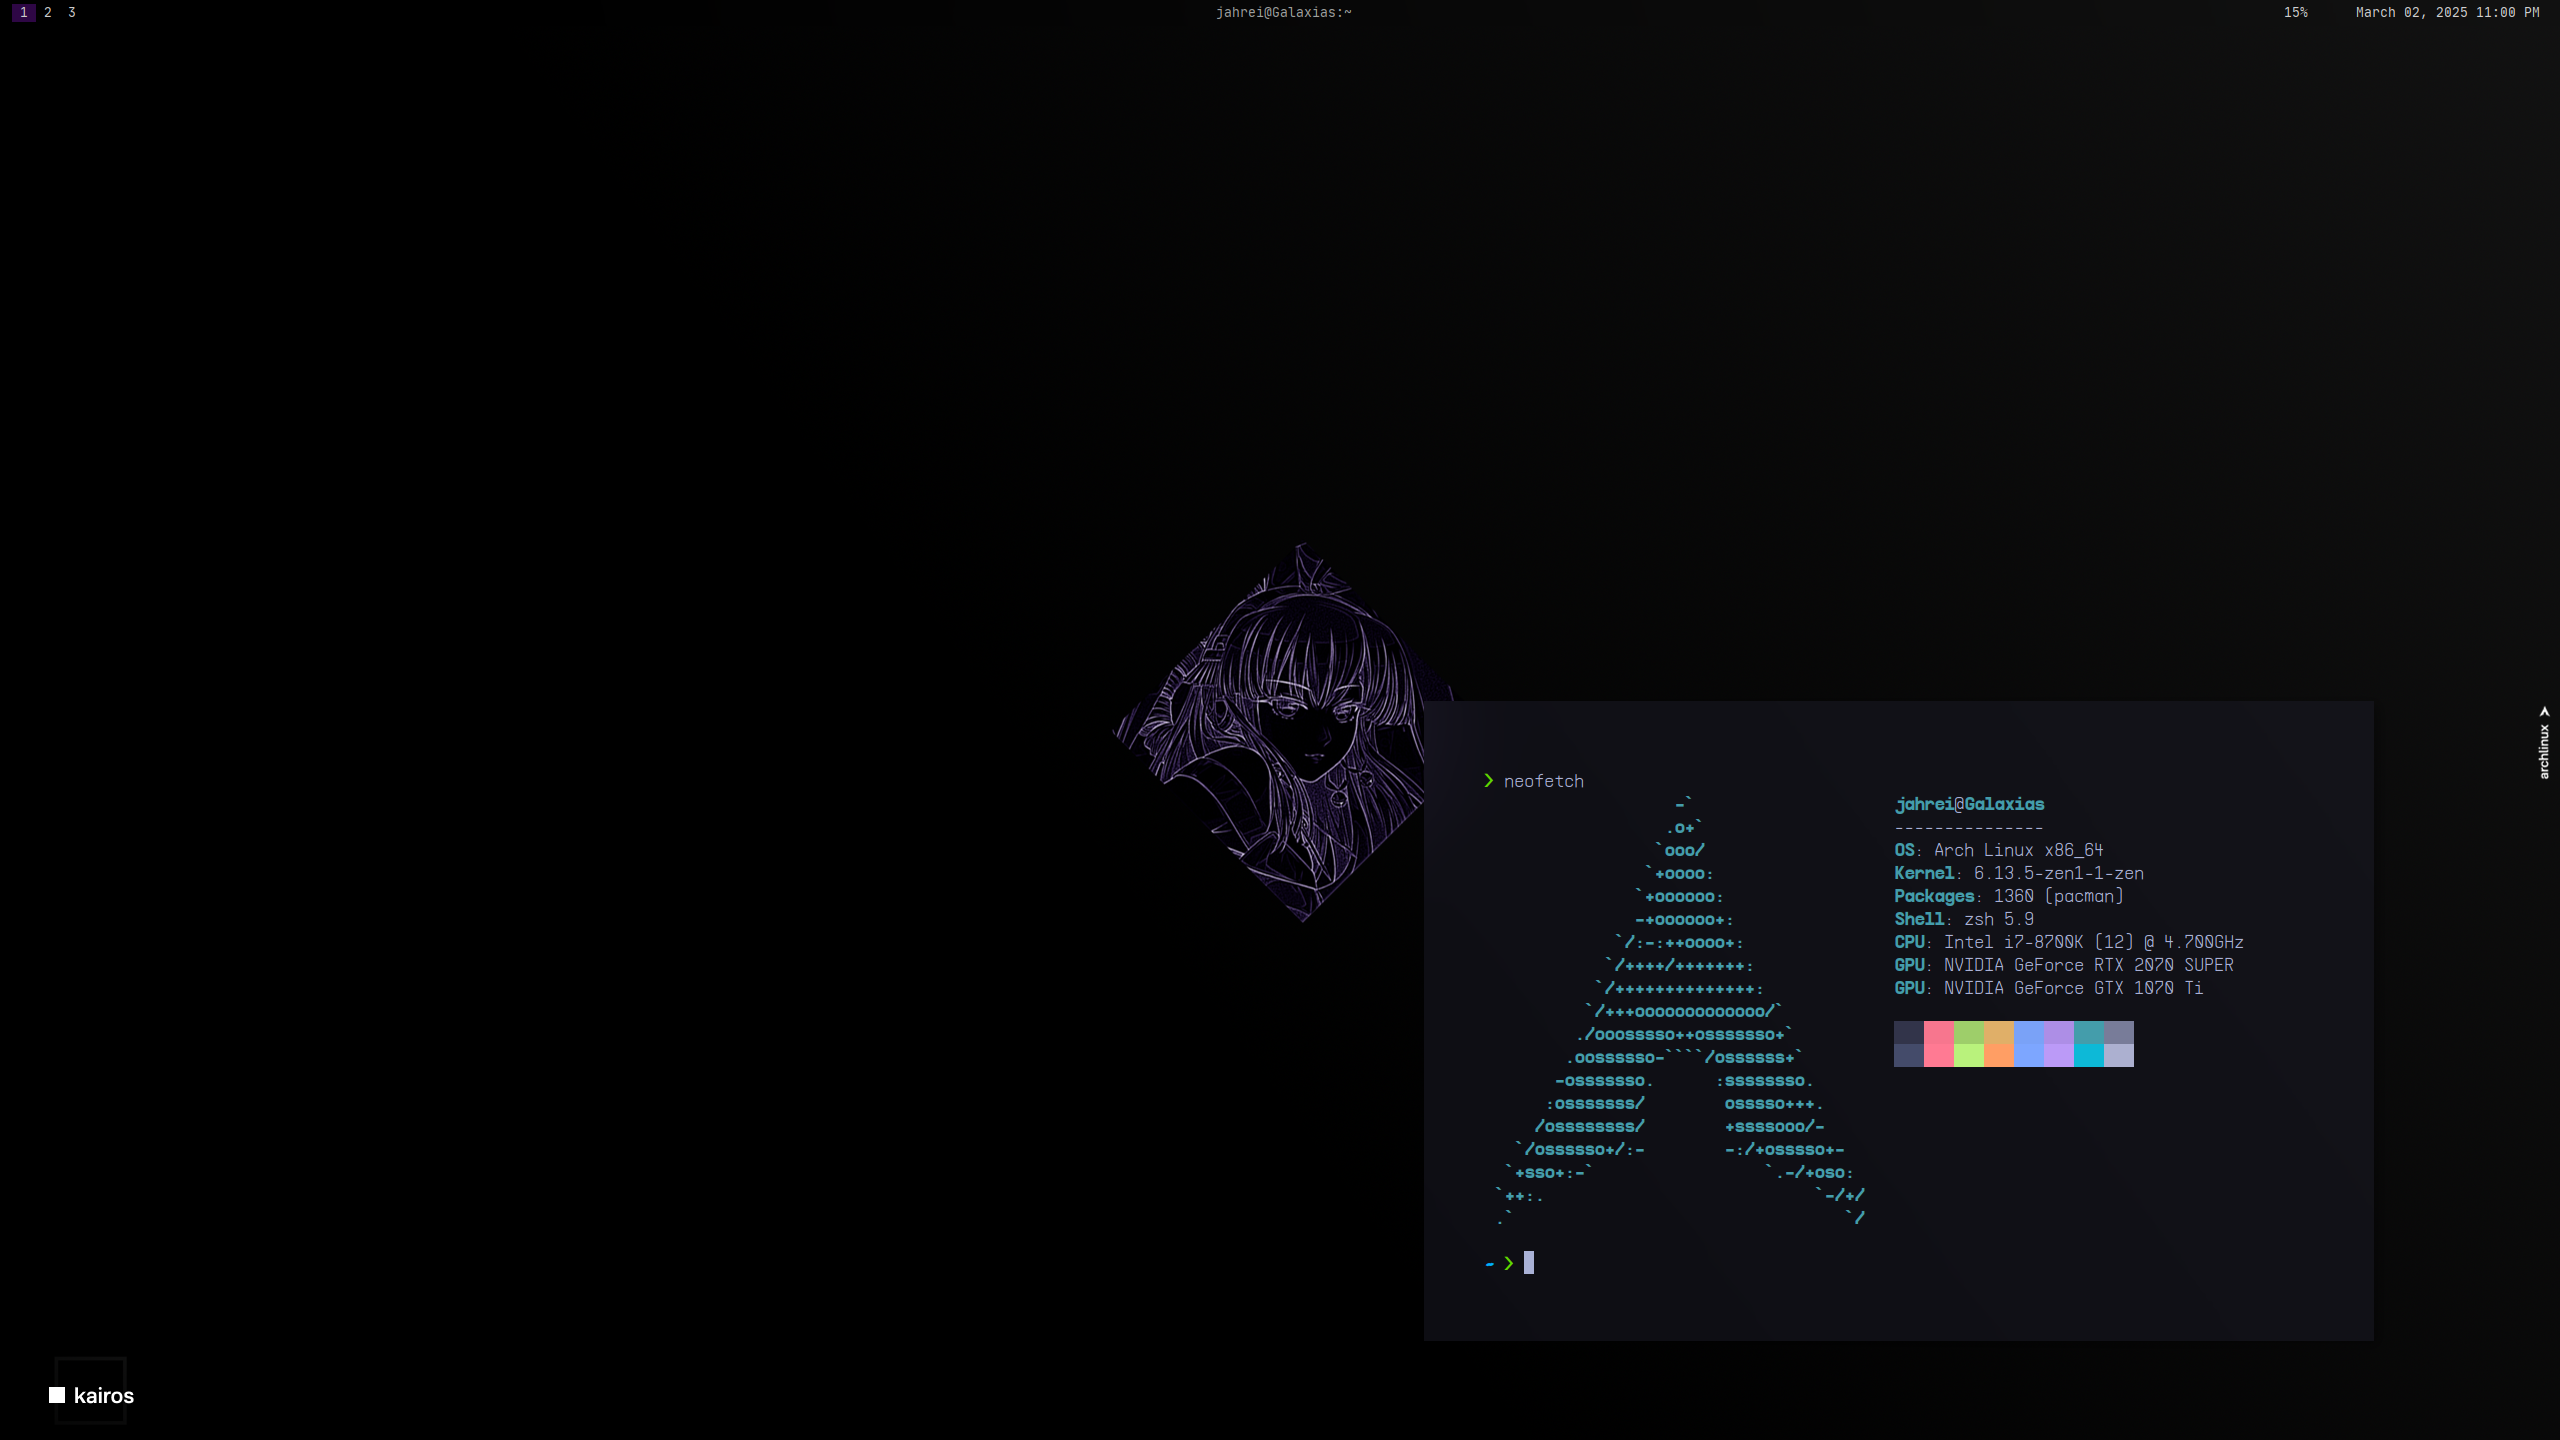 1 2 3
jahrei@Galaxias:~
15%
March 02, 2025 11:00 PM
❯ neofetch
-`
.o+`
`ooo/
`+oooo:
`+oooooo:
-+oooooo+:
`/:-:++oooo+:
`/++++/+++++++:
`/++++++++++++++:
`/+++ooooooooooooo/`
./ooosssso++osssssso+`
.oossssso-````/ossssss+`
-osssssso.      :ssssssso.
:osssssss/        osssso+++.
/ossssssss/        +ssssooo/-
`/ossssso+/:-        -:/+osssso+-
`+sso+:-`                 `.-/+oso:
`++:.                           `-/+/
.`                                 `/
jahrei@Galaxias
---------------
OS: Arch Linux x86_64
Kernel: 6.13.5-zen1-1-zen
Packages: 1360 (pacman)
Shell: zsh 5.9
CPU: Intel i7-8700K (12) @ 4.700GHz
GPU: NVIDIA GeForce RTX 2070 SUPER
GPU: NVIDIA GeForce GTX 1070 Ti
~ ❯
archlinux
kairos